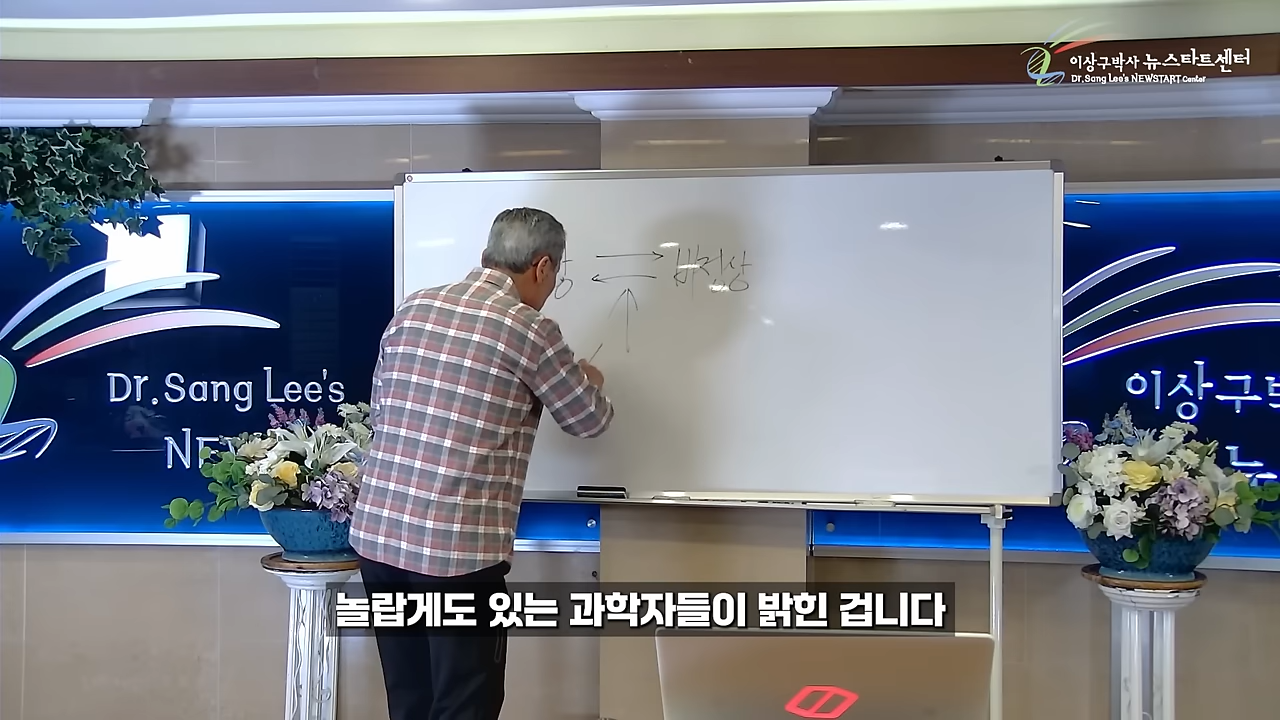 이상구박사 뉴스타트센터
Dr. Sang Lee's NEWSTART Center
비정상
Dr. Sang Lee's
이상구
놀랍게도 있는 과학자들이 밝힌 겁니다